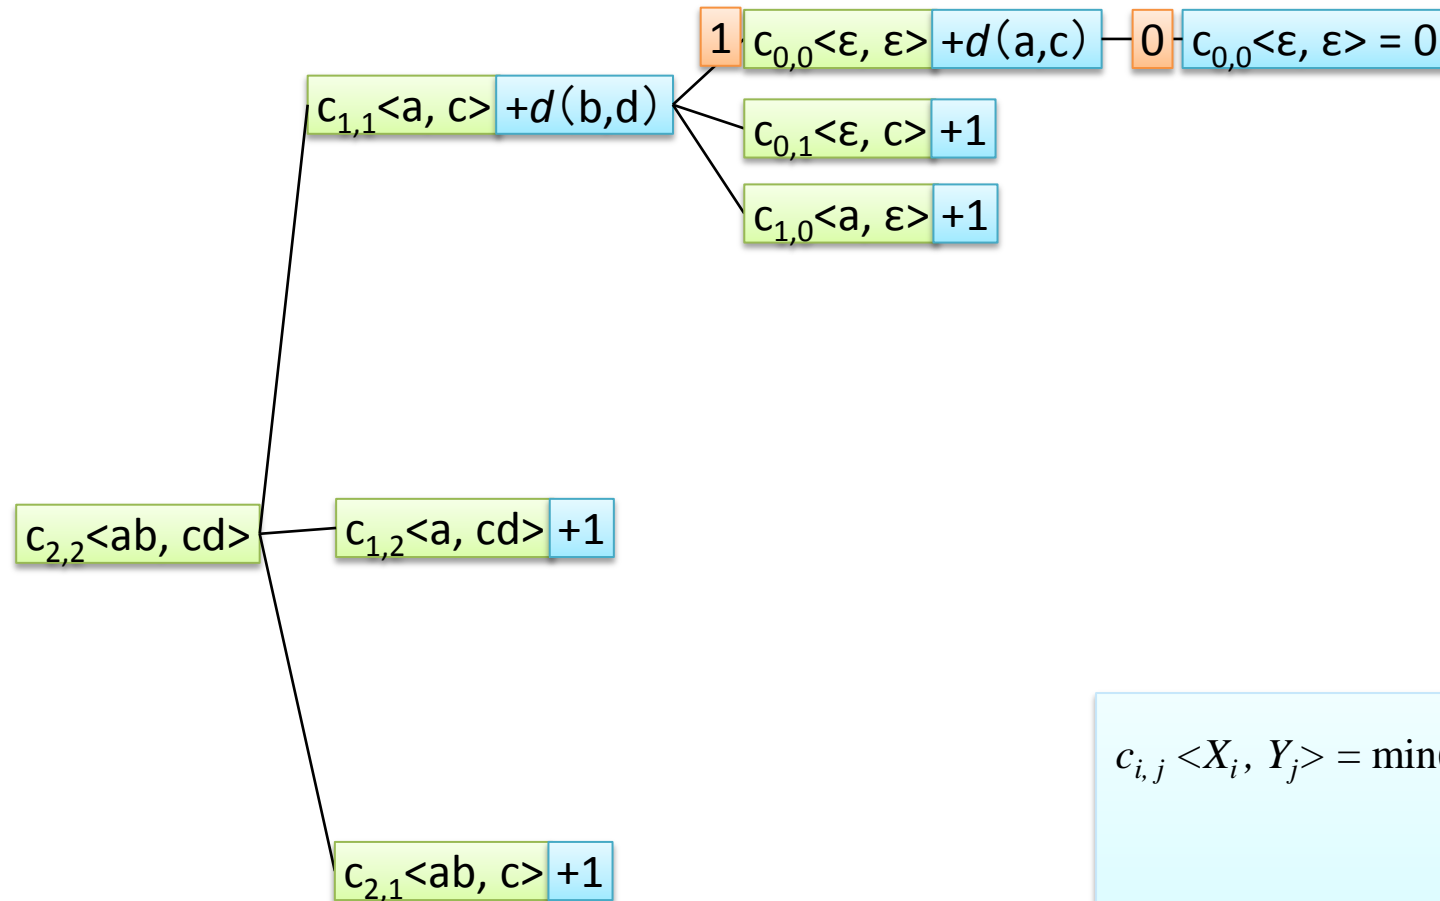 1 c0,0<ε, ε> +d(a,c) 0 c0,0<ε, ε> = 0
c1,1<a, c> +d(b,d)
c0,1<ε, c> +1
c1,0<a, ε> +1
c2,2<ab, cd>
c1,2<a, cd> +1
ci, j <Xi, Yj> = min(
c2,1<ab, c> +1